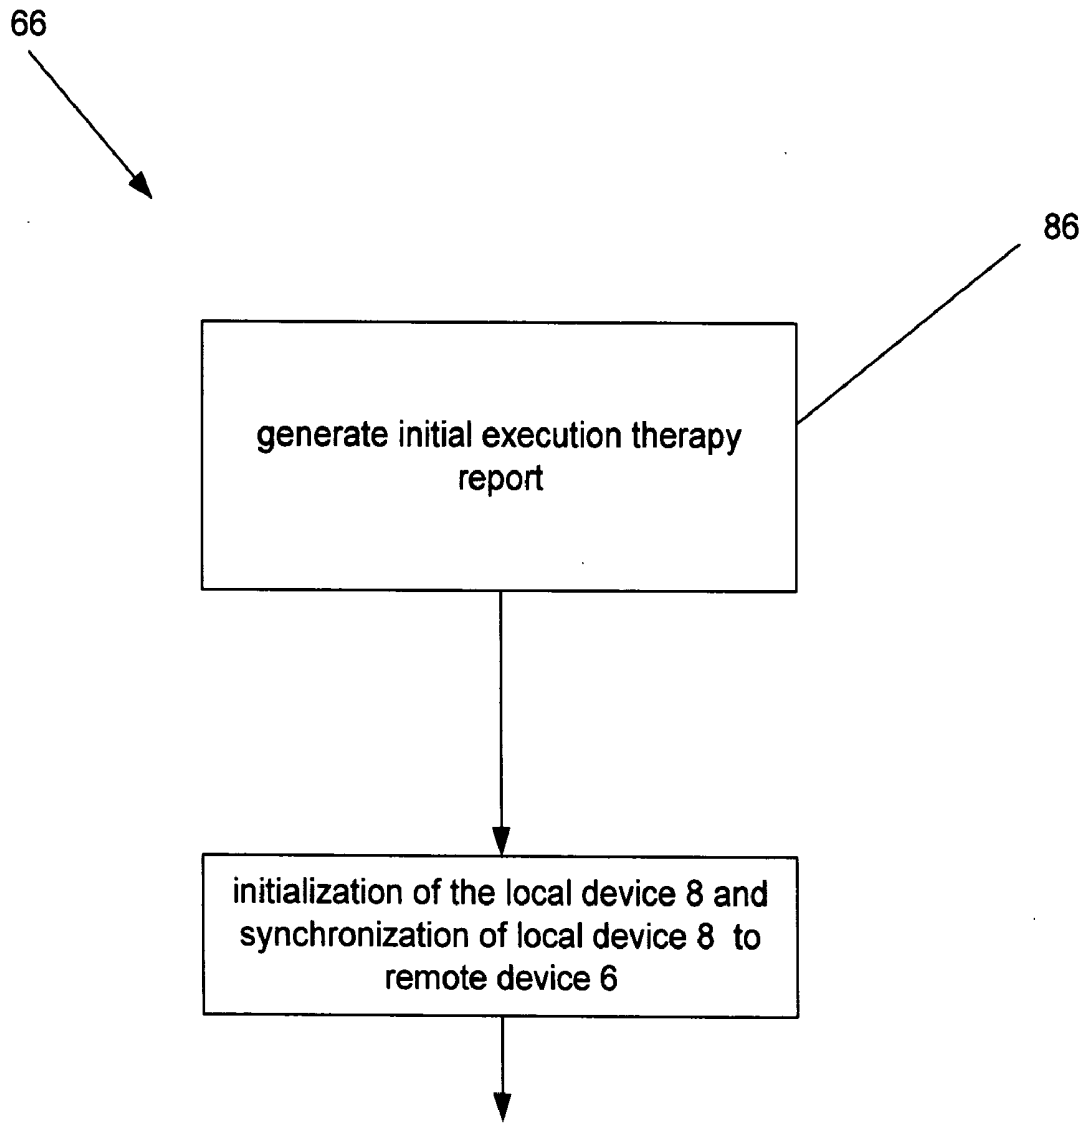 66
86
generate initial execution therapy
report
initialization of the local device 8 and
synchronization of local device 8 to
remote device 6